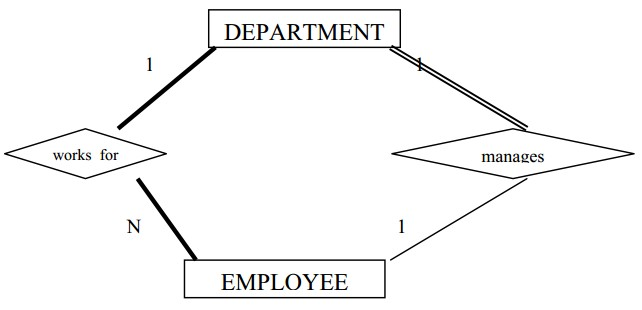 DEPARTMENT
1
1
works for
manages
N
1
EMPLOYEE